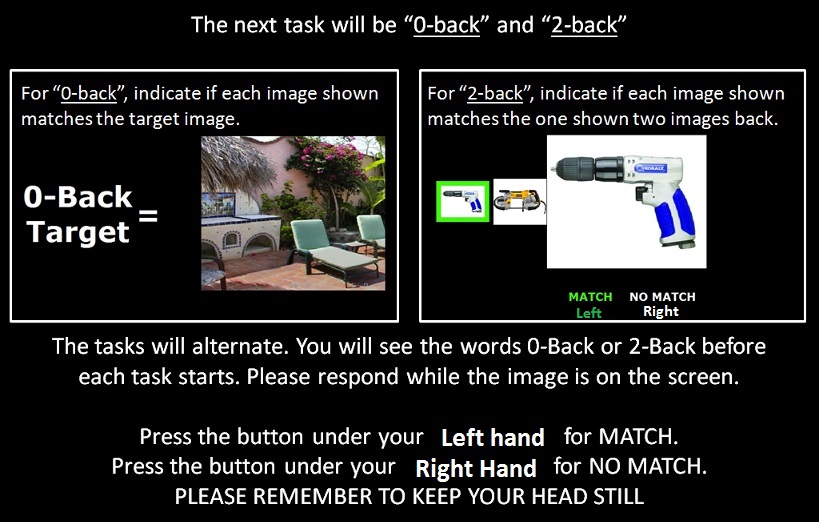 The next task will be “0-back” and “2-back”
For “0-back”, indicate if each image shown
matches the target image.
0-Back
Target =
For “2-back”, indicate if each image shown
matches the one shown two images back.
KOBALT
MATCH NO MATCH
Left Right
The tasks will alternate. You will see the words 0-Back or 2-Back before
each task starts. Please respond while the image is on the screen.
Press the button under your Left hand for MATCH.
Press the button under your Right Hand for NO MATCH.
PLEASE REMEMBER TO KEEP YOUR HEAD STILL